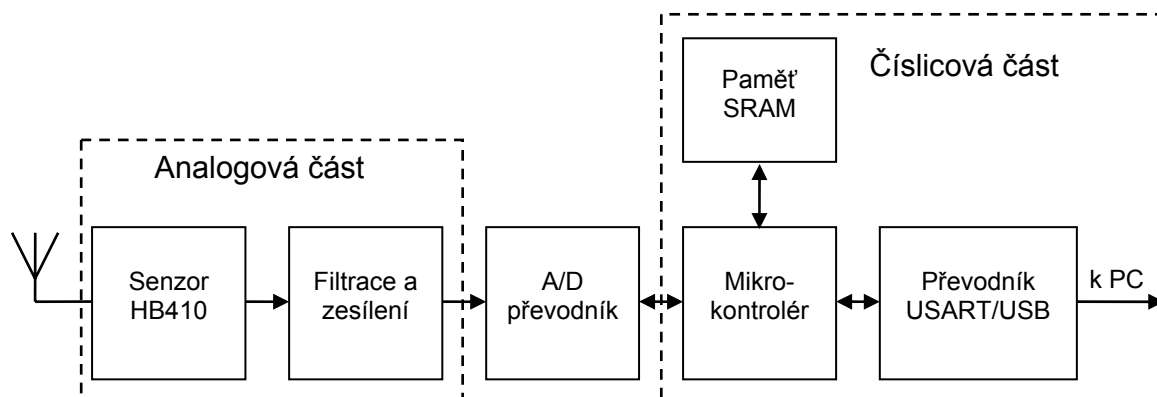 Paměť
SRAM
Číslicová část
Analogová část
Senzor
HB410
Filtrace a
zesílení
A/D
převodník
Mikro-
kontrolér
Převodník
USART/USB
k PC